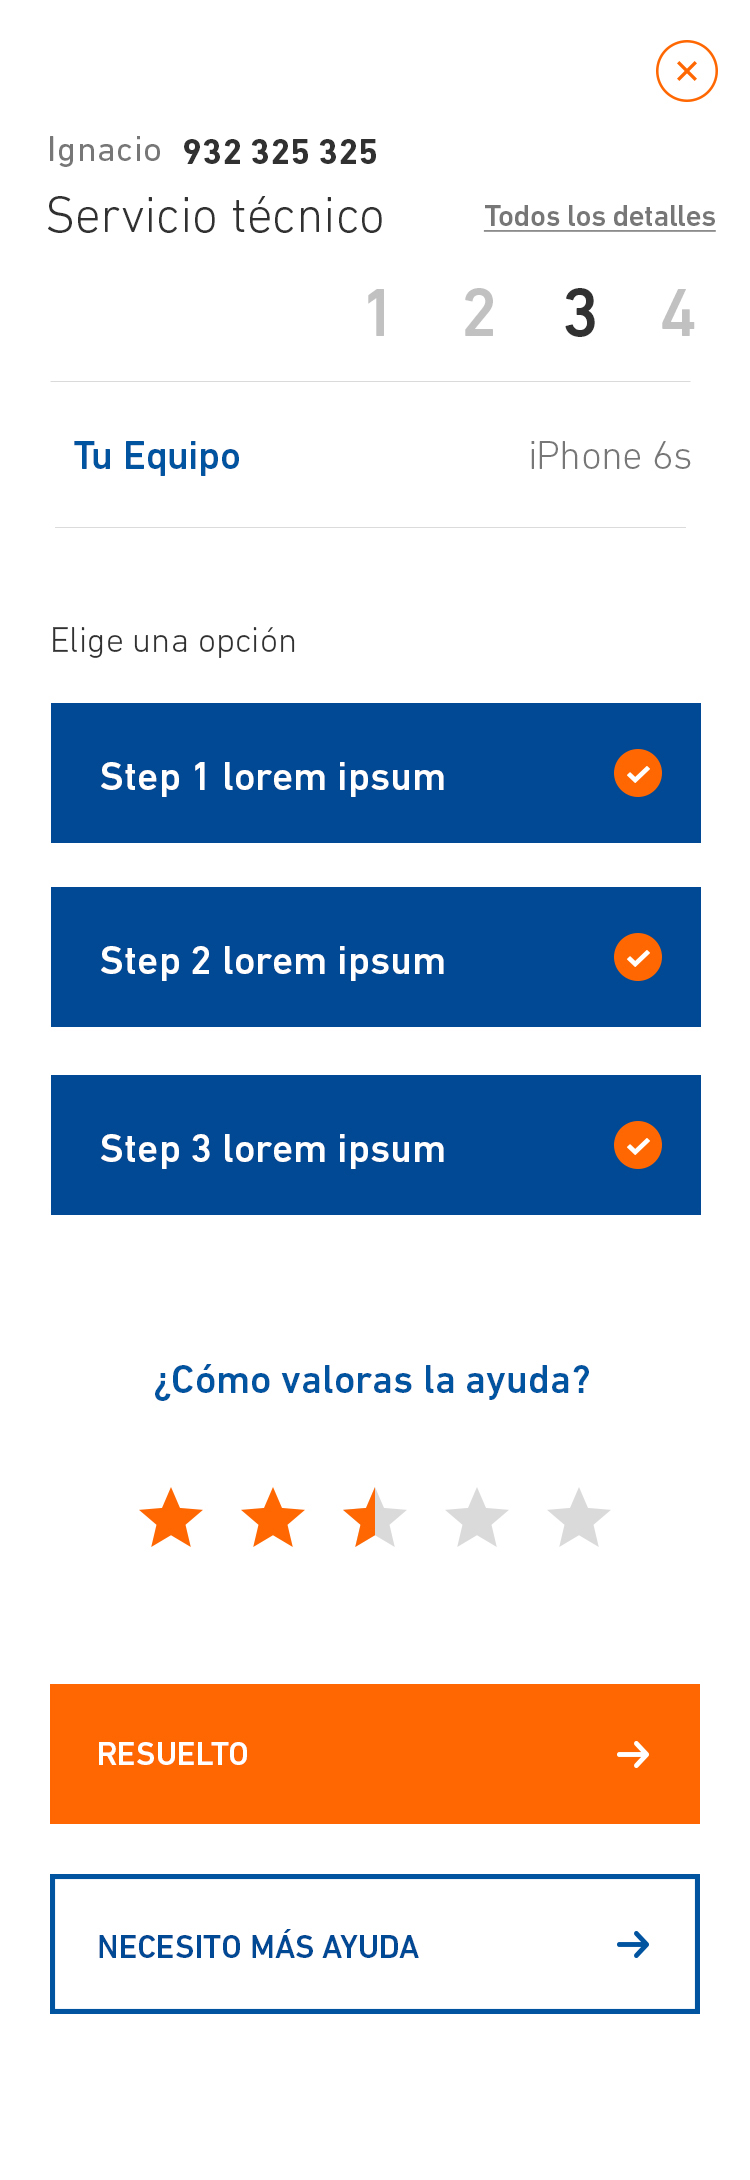 Ignacio 932 325 325
Servicio técnico
Todos los detalles
1 2 3 4
Tu Equipo iPhone 6s
Elige una opción
Step 1 lorem ipsum
Step 2 lorem ipsum
Step 3 lorem ipsum
¿Cómo valoras la ayuda?
RESUELTO
NECESITO MÁS AYUDA